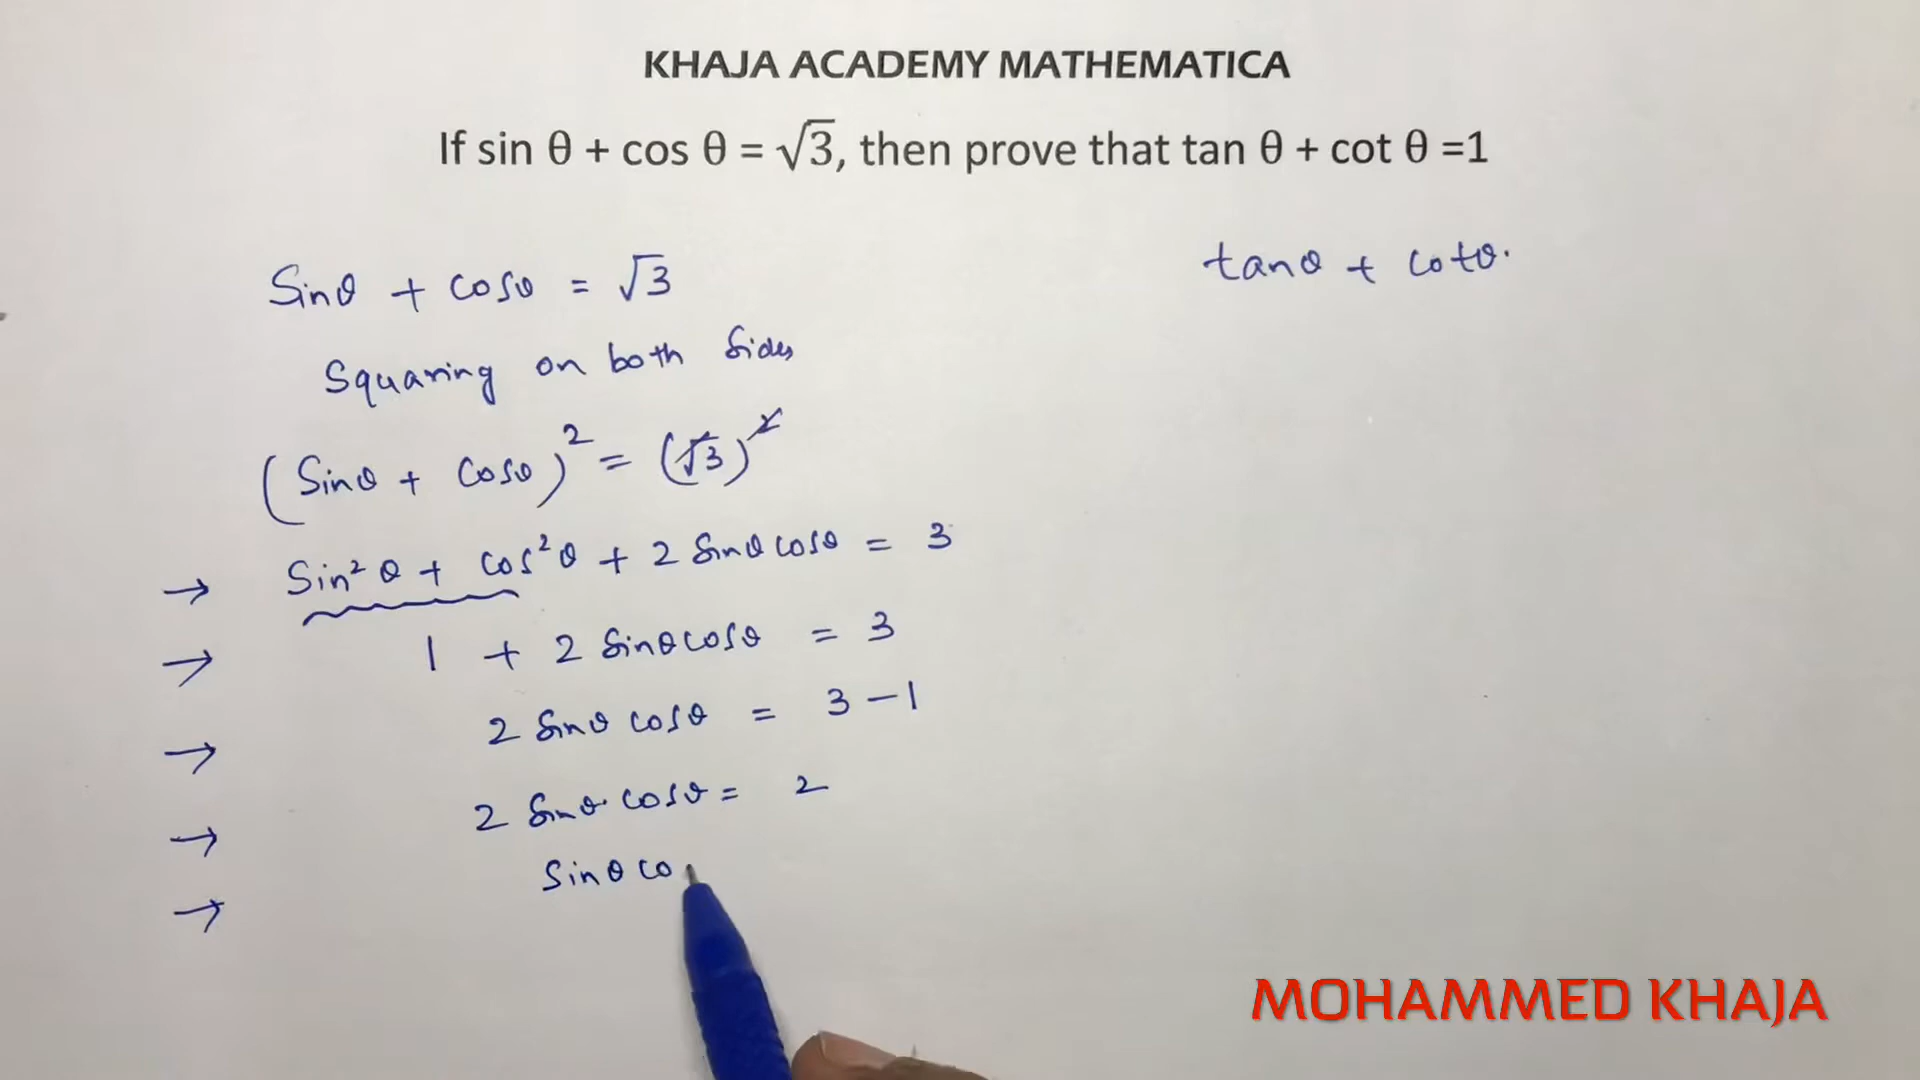 KHAJA ACADEMY MATHEMATICA
If sin θ + cos θ = √3, then prove that tan θ + cot θ =1
Sinθ + cosθ = √3
tanθ + cotθ.
Squaring on both sides
(Sinθ + cosθ)² = (√3)²
→ Sin²θ + cos²θ + 2 Sinθ cosθ = 3
→ 1 + 2 Sinθ cosθ = 3
→ 2 Sinθ cosθ = 3 - 1
→ 2 Sinθ cosθ = 2
→ Sinθ co
MOHAMMED KHAJA